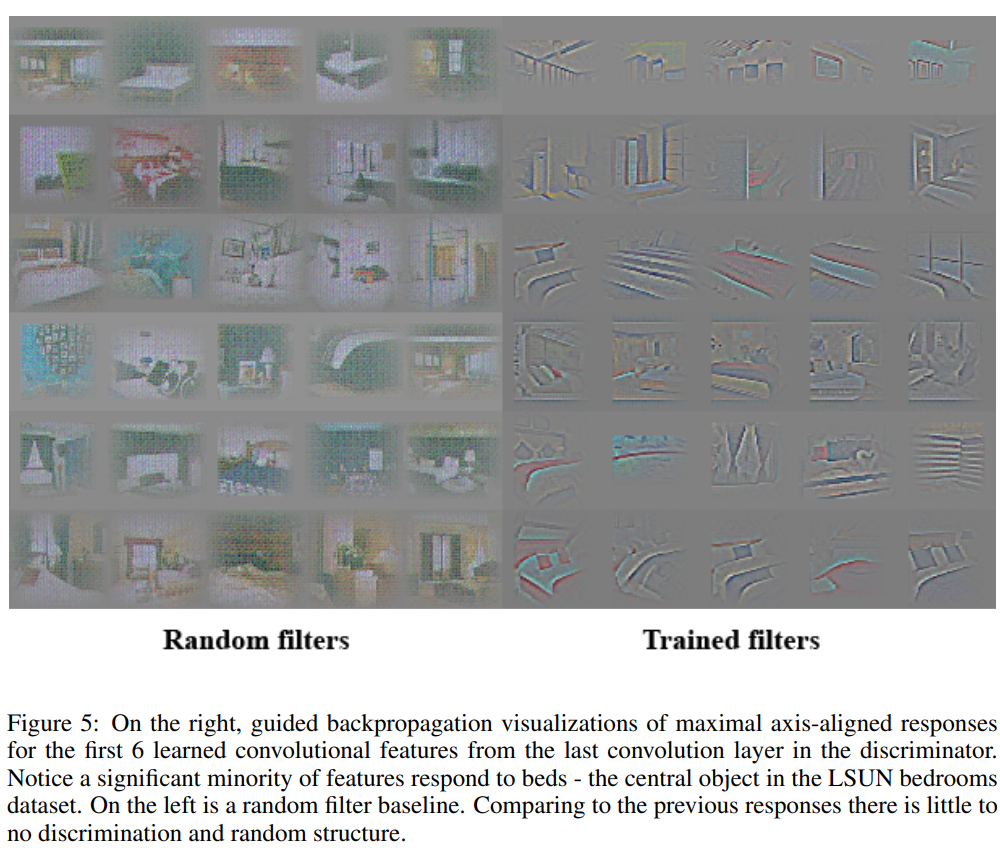 Random filters
Trained filters
Figure 5: On the right, guided backpropagation visualizations of maximal axis-aligned responses
for the first 6 learned convolutional features from the last convolution layer in the discriminator.
Notice a significant minority of features respond to beds - the central object in the LSUN bedrooms
dataset. On the left is a random filter baseline. Comparing to the previous responses there is little to
no discrimination and random structure.